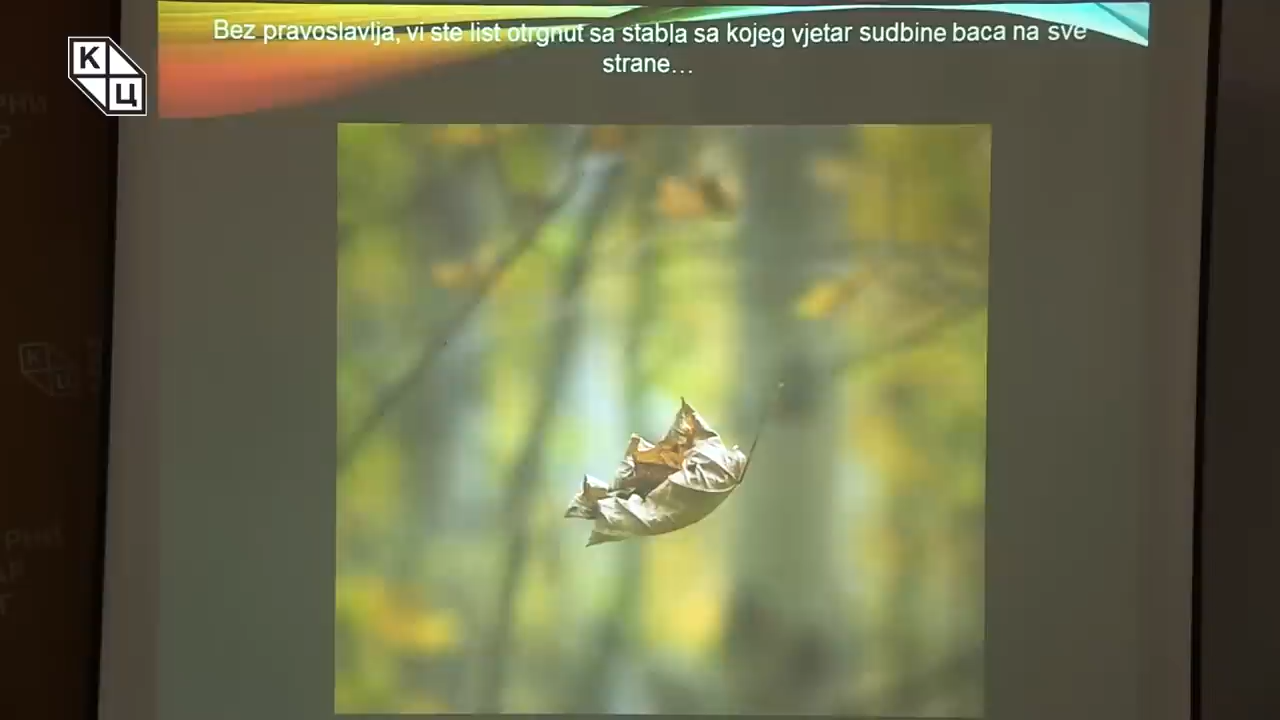 Bez pravoslavlja, vi ste list otrgnut sa stabla sa kojeg vjetar sudbine baca na sve
strane…
К
Ц